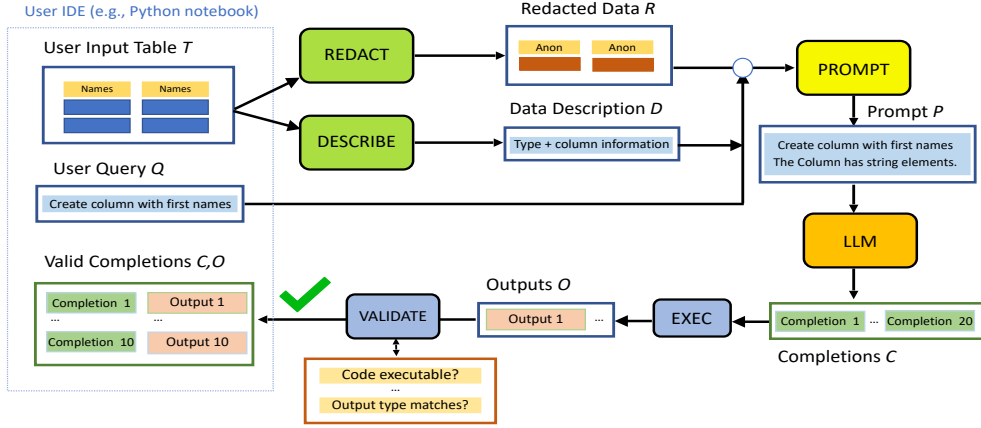 User IDE (e.g., Python notebook)
User Input Table T
Names Names
REDACT
Redacted Data R
Anon Anon
PROMPT
DESCRIBE
Data Description D
Type + column information
Prompt P
Create column with first names
The Column has string elements.
User Query Q
Create column with first names
LLM
Valid Completions C,O
Completion 1 Output 1
... ...
Completion 10 Output 10
VALIDATE
Outputs O
Output 1 ...
EXEC
Completion 1 ... Completion 20
Completions C
Code executable?
...
Output type matches?